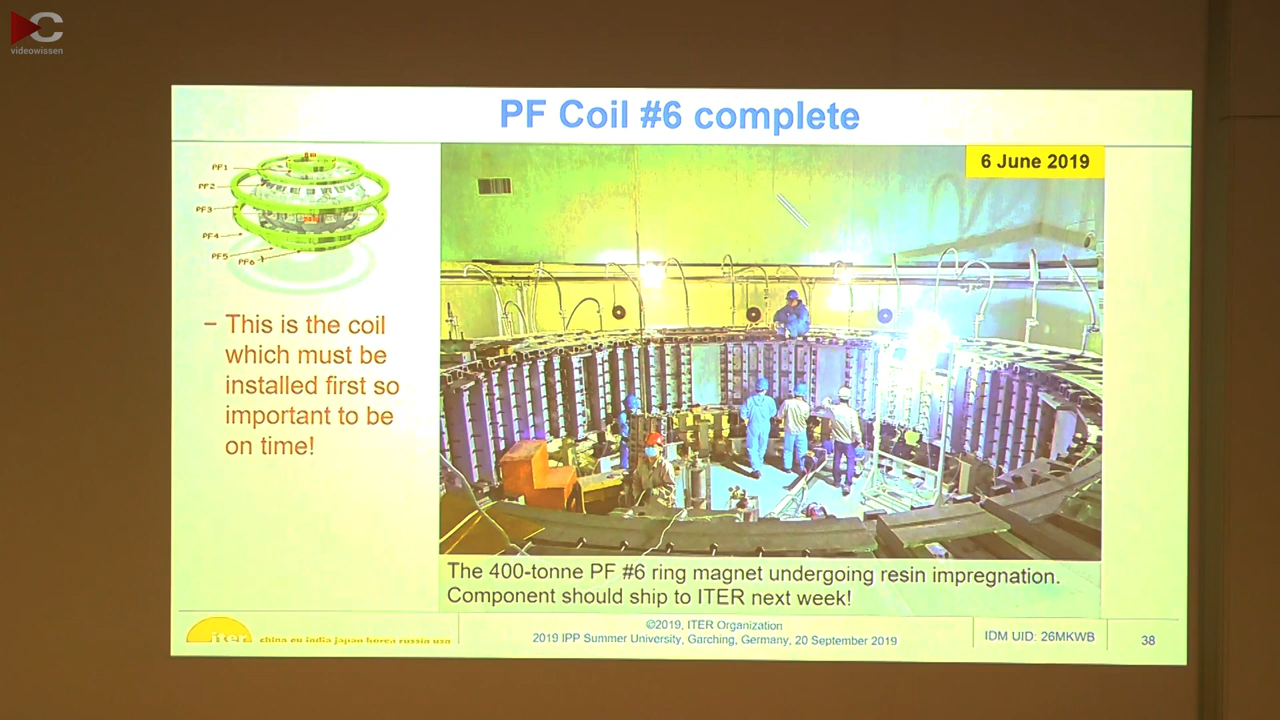 videowissen
PF Coil #6 complete
6 June 2019
PF1
PF2
PF3
PF4
PF5
PF6
– This is the coil
which must be
installed first so
important to be
on time!
The 400-tonne PF #6 ring magnet undergoing resin impregnation.
Component should ship to ITER next week!
iter
china eu india japan korea russia usa
©2019, ITER Organization
2019 IPP Summer University, Garching, Germany, 20 September 2019
IDM UID: 26MKWB
38